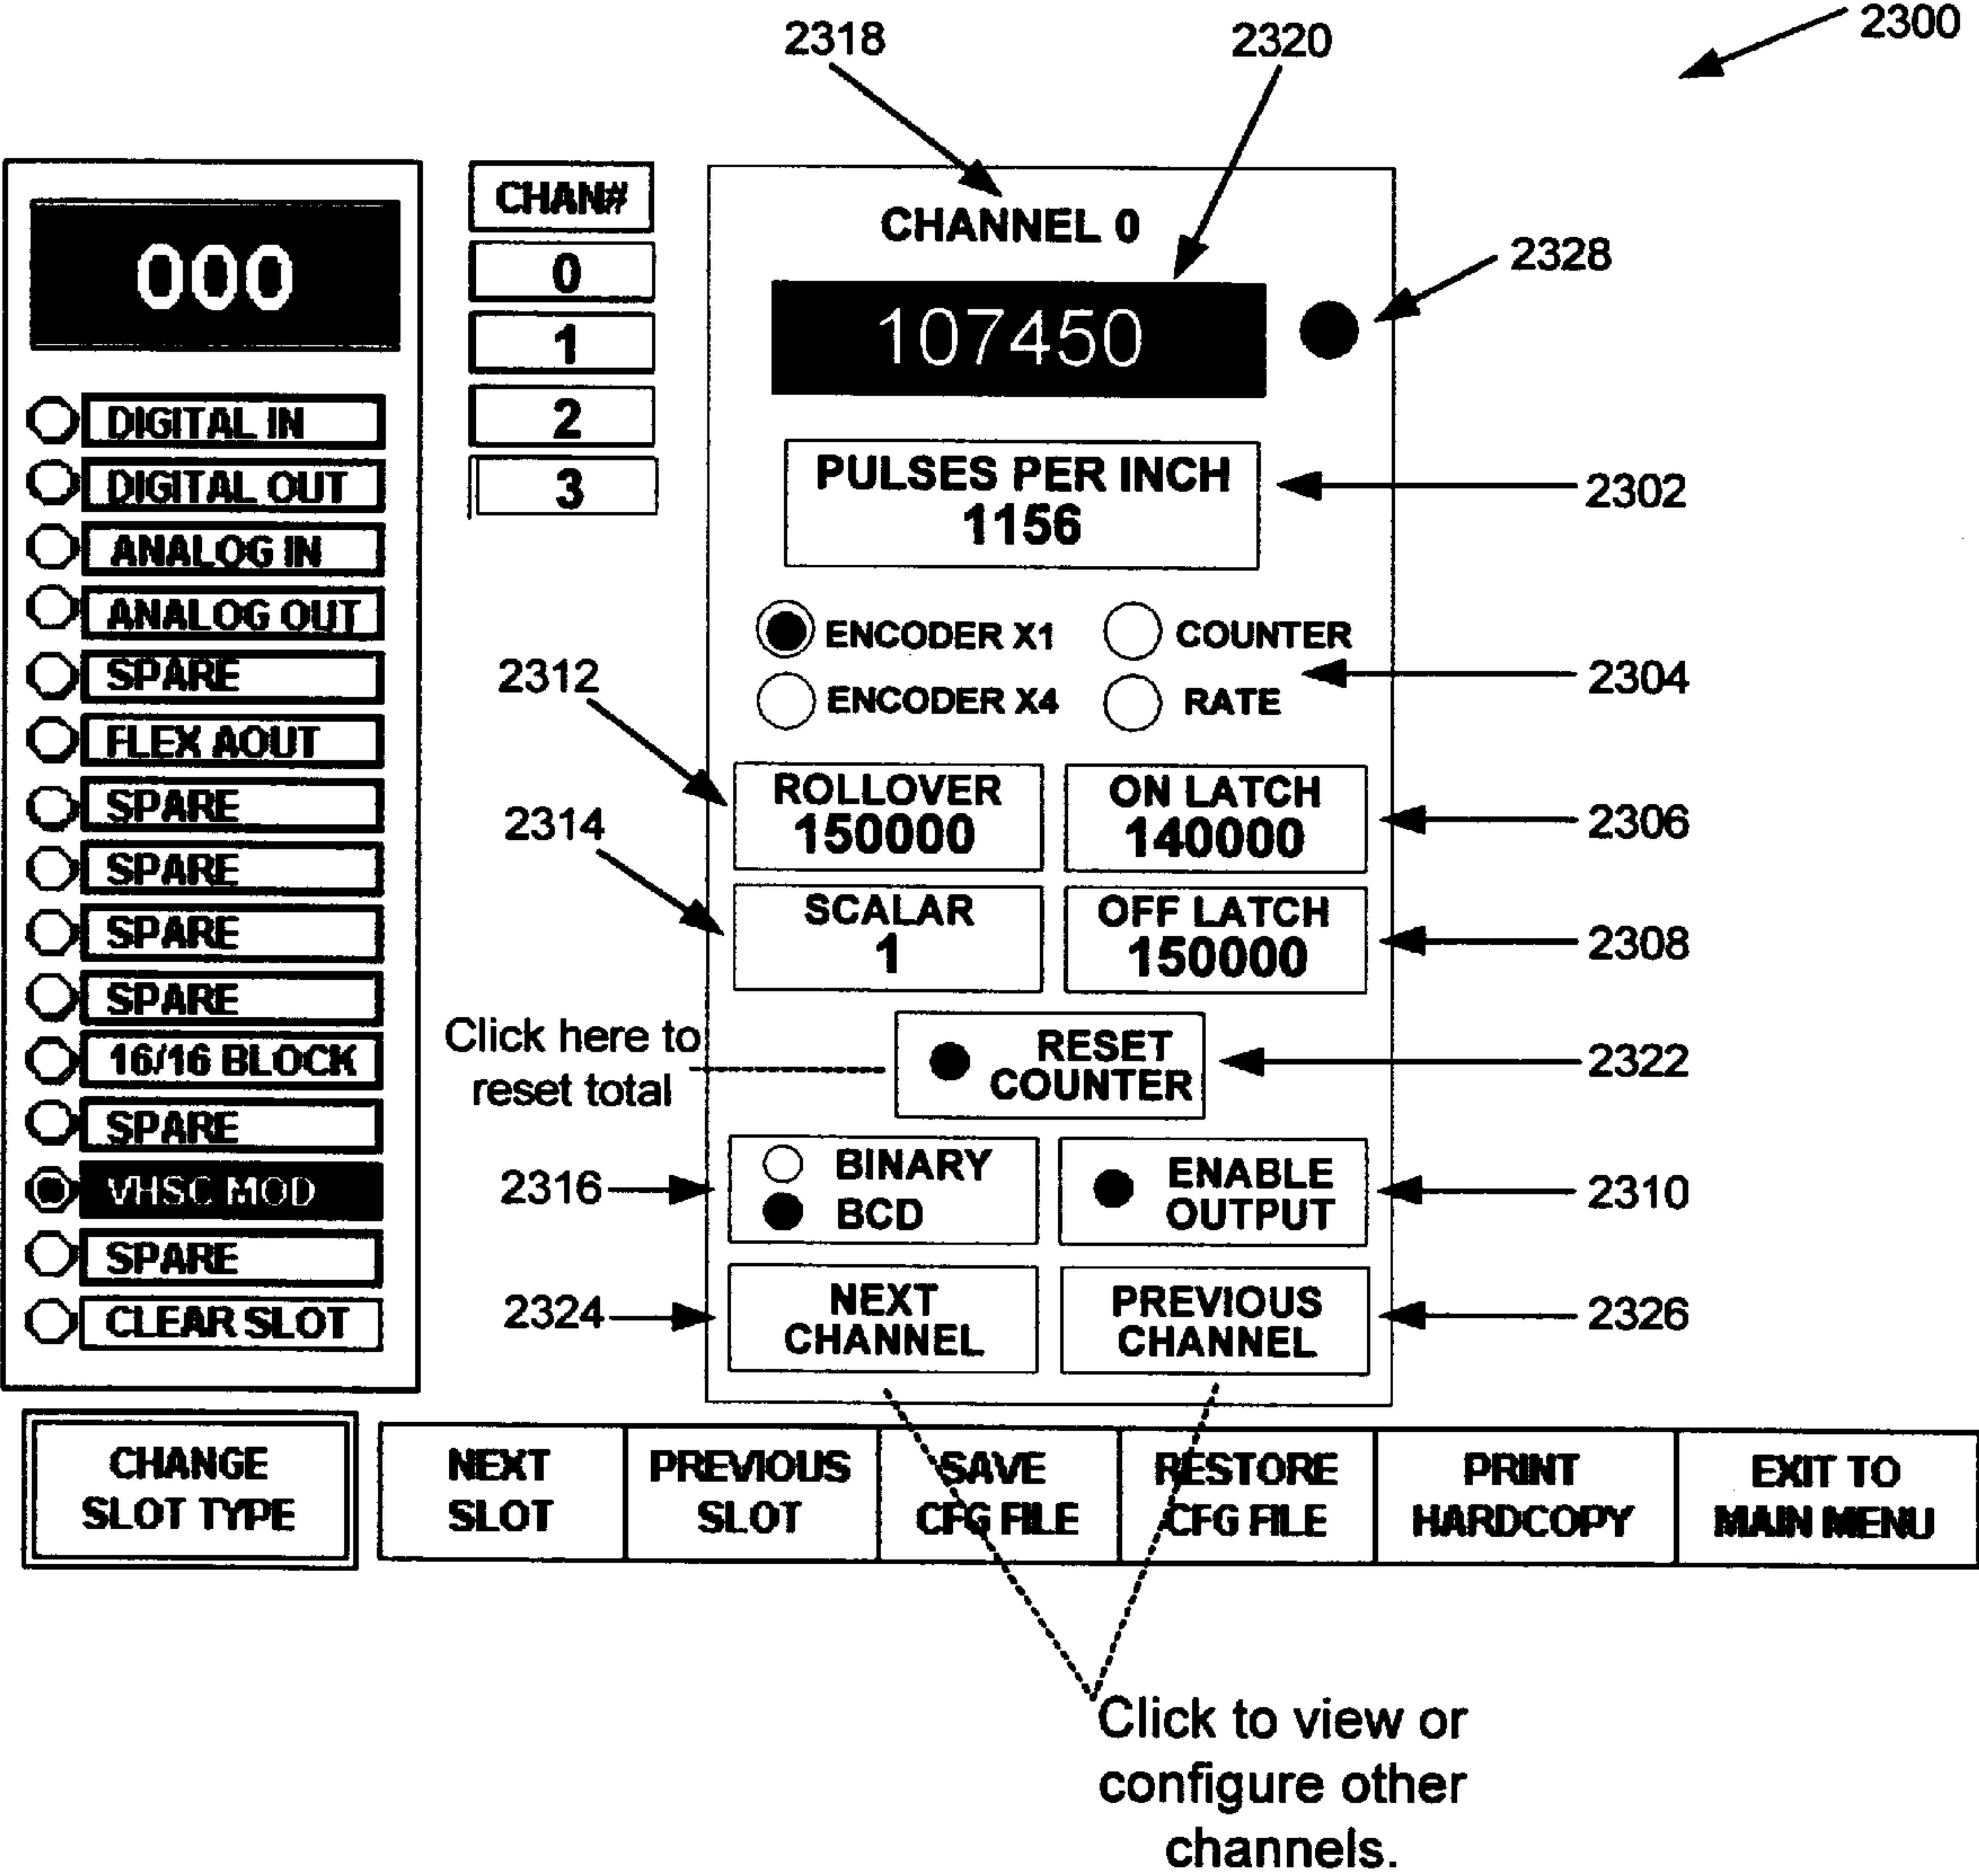 2300
2318
2320
2328
000
DIGITAL IN
DIGITAL OUT
ANALOG IN
ANALOG OUT
SPARE
FLEX AOUT
SPARE
SPARE
SPARE
SPARE
16/16 BLOCK
SPARE
VHSC MOD
SPARE
CLEAR SLOT
CHAN#
0
1
2
3
CHANNEL 0
107450
PULSES PER INCH
1156
2302
ENCODER X1
COUNTER
ENCODER X4
RATE
2304
2312
ROLLOVER
150000
ON LATCH
140000
2306
2314
SCALAR
1
OFF LATCH
150000
2308
Click here to
reset total
RESET
COUNTER
2322
2316
BINARY
BCD
ENABLE
OUTPUT
2310
2324
NEXT
CHANNEL
PREVIOUS
CHANNEL
2326
CHANGE
SLOT TYPE
NEXT
SLOT
PREVIOUS
SLOT
SAVE
CFG FILE
RESTORE
CFG FILE
PRINT
HARDCOPY
EXIT TO
MAIN MENU
Click to view or
configure other
channels.